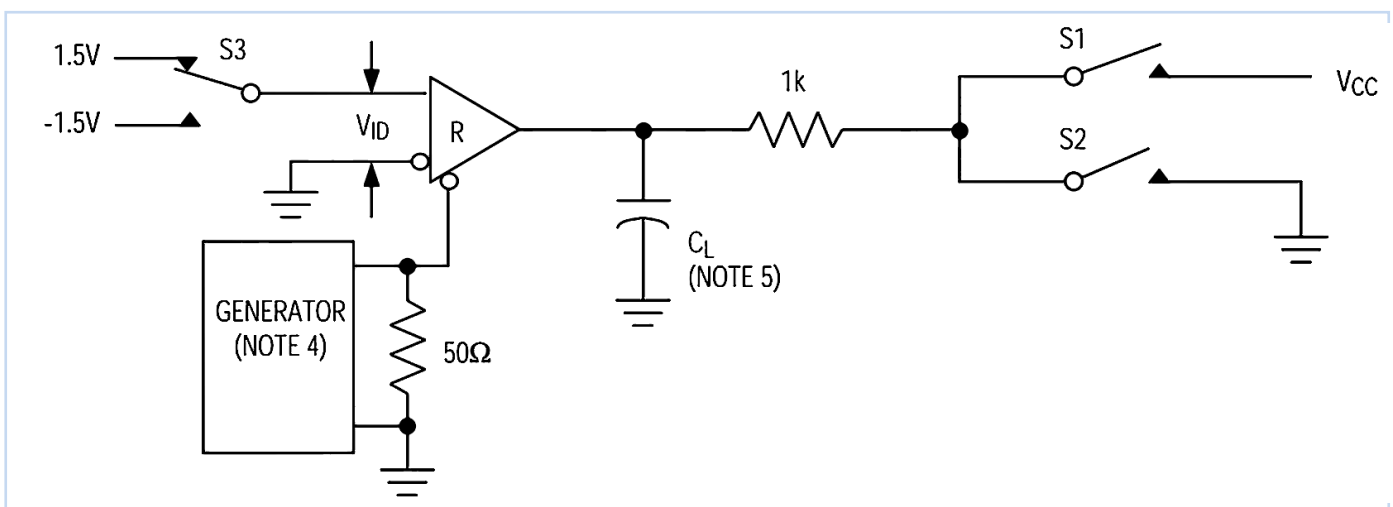 1.5V
S3
-1.5V
VID
R
GENERATOR
(NOTE 4)
50Ω
CL
(NOTE 5)
1k
S1
VCC
S2